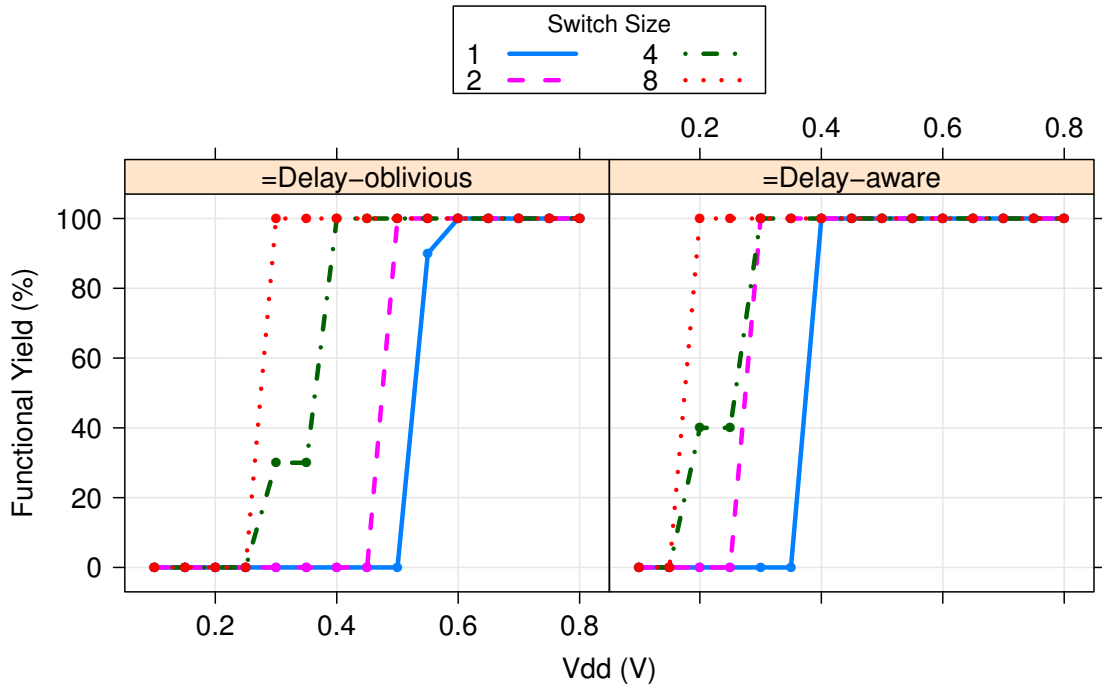 Switch Size
1 4
2 8
0.2 0.4 0.6 0.8
=Delay−oblivious =Delay−aware
100
80
60
40
20
0
Functional Yield (%)
0.2 0.4 0.6 0.8
Vdd (V)